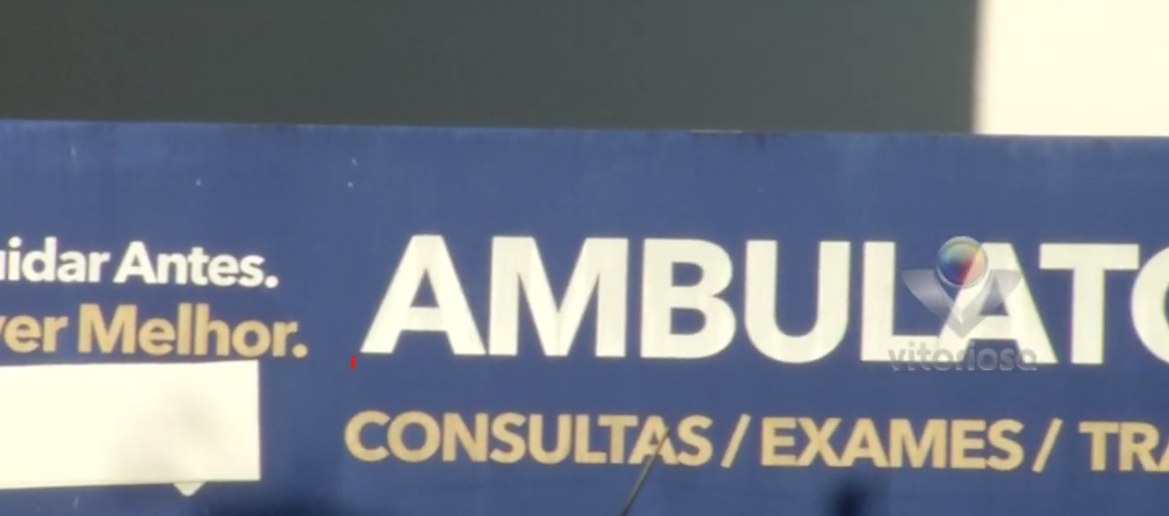 uidar Antes.
ver Melhor.
AMBULATO
vitoriosa
CONSULTAS / EXAMES / TRA